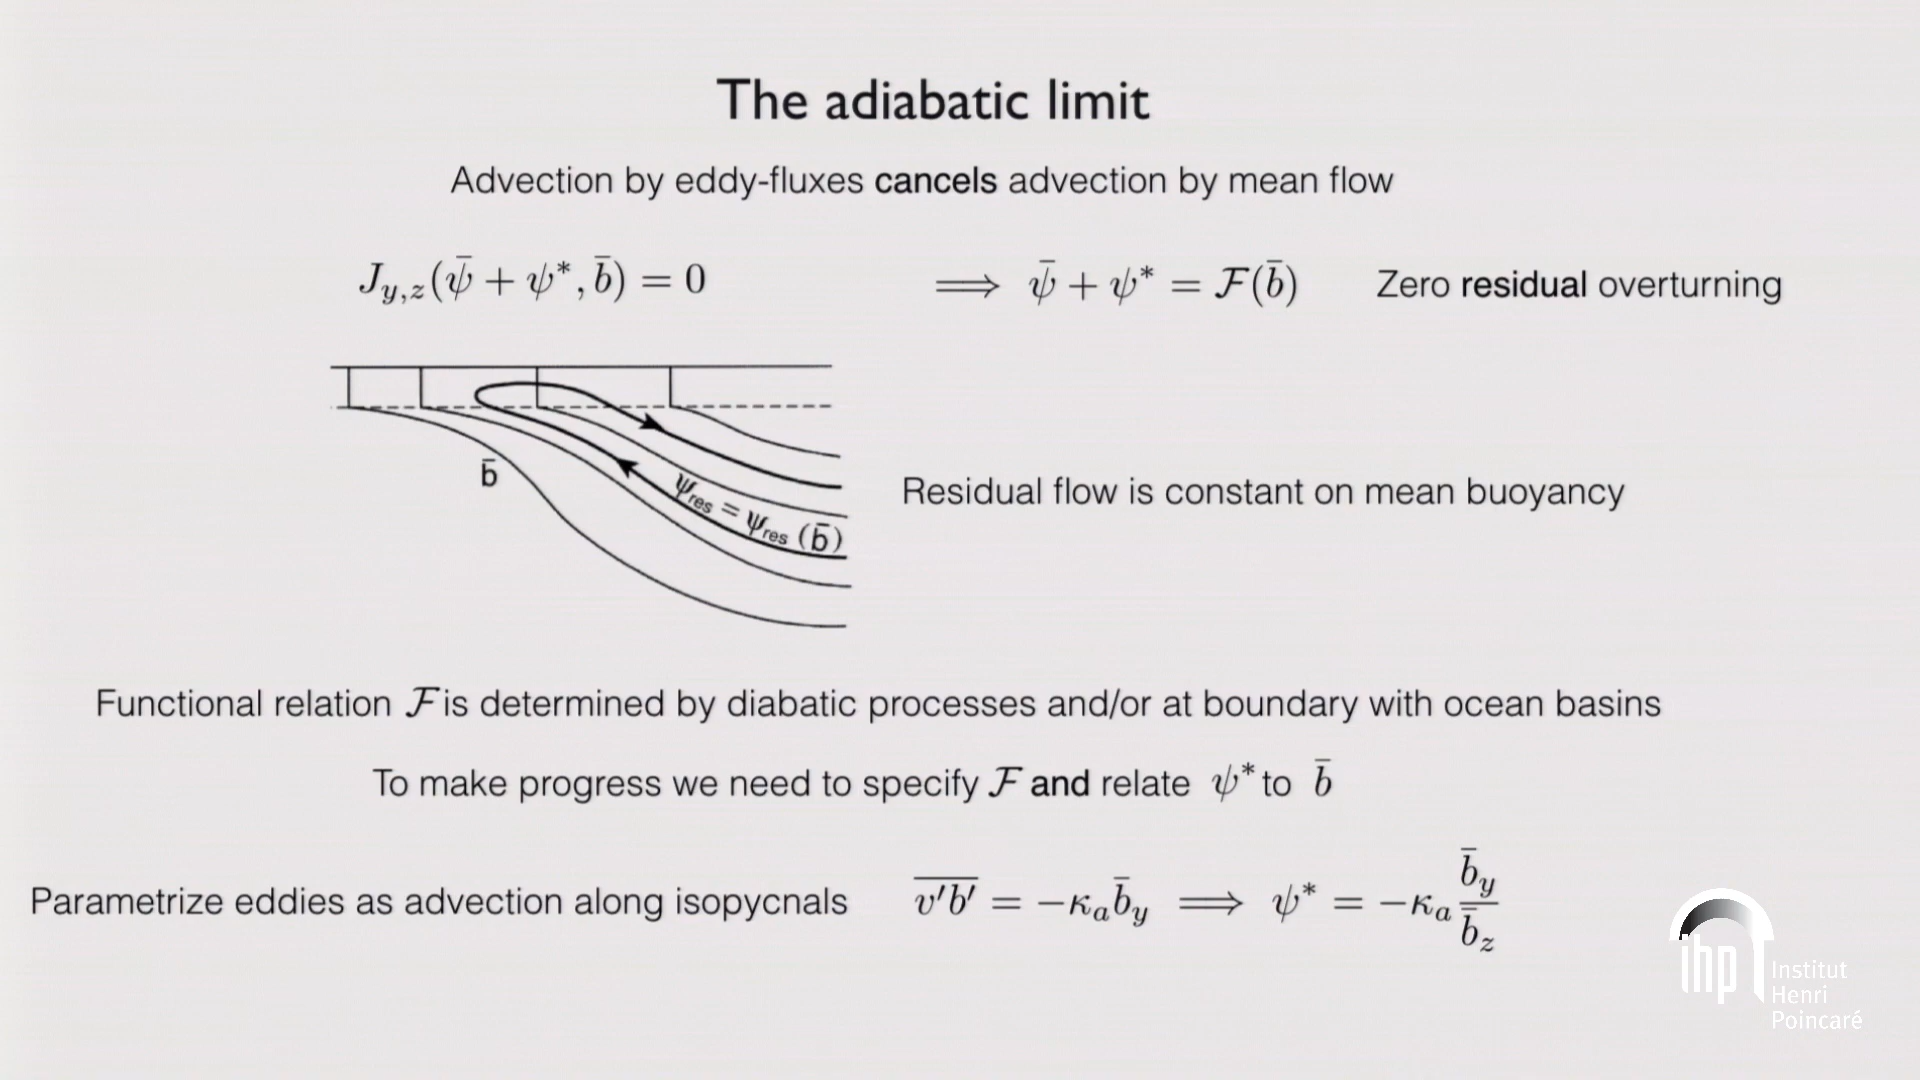 The adiabatic limit
Advection by eddy-fluxes cancels advection by mean flow
J_{y,z}(ψ̄ + ψ*, b̄) = 0 ⟹ ψ̄ + ψ* = ℱ(b̄) Zero residual overturning
b̄
ψ_res = ψ_res (b̄)
Residual flow is constant on mean buoyancy
Functional relation ℱ is determined by diabatic processes and/or at boundary with ocean basins
To make progress we need to specify ℱ and relate ψ* to b̄
Parametrize eddies as advection along isopycnals \overline{v′b′} = −κ_a b̄_y ⟹ ψ* = −κ_a b̄_y / b̄_z
ihp
Institut
Henri
Poincaré